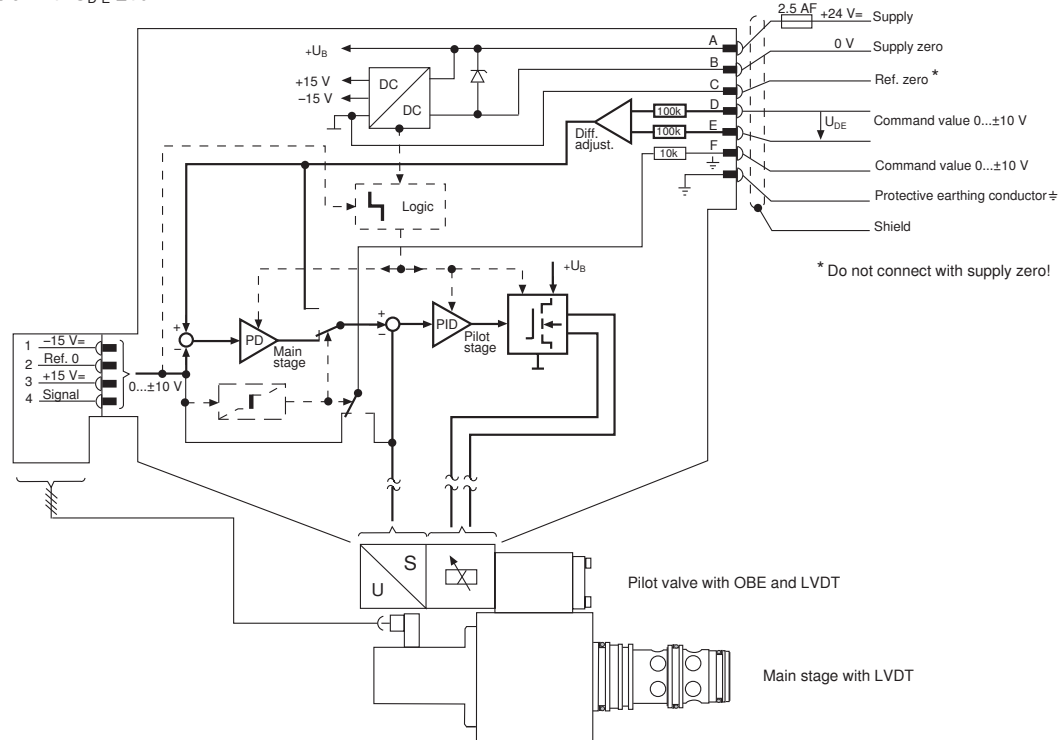 2.5 AF +24 V= Supply
0 V Supply zero
Ref. zero *
Command value 0...±10 V
UDE
Command value 0...±10 V
Protective earthing conductor ⏚
Shield
* Do not connect with supply zero!
A
B
C
D
E
F
+UB
+15 V
–15 V
DC
DC
Diff. adjust.
100k
100k
10k
Logic
+UB
+
–
PD
Main stage
+
–
PID
Pilot stage
1 –15 V=
2 Ref. 0
3 +15 V=
4 Signal
0...±10 V
S
U
Pilot valve with OBE and LVDT
Main stage with LVDT